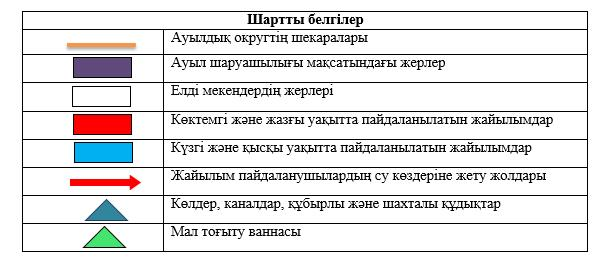 Шартты белгілер
Ауылдық округтің шекаралары
Ауыл шаруашылығы мақсатындағы жерлер
Елді мекендердің жерлері
Көктемгі және жазғы уақытта пайдаланылатын жайылымдар
Күзгі және қысқы уақытта пайдаланылатын жайылымдар
Жайылым пайдаланушылардың су көздеріне жету жолдары
Көлдер, каналдар, құбырлы және шахталы құдықтар
Мал тоғыту ваннасы